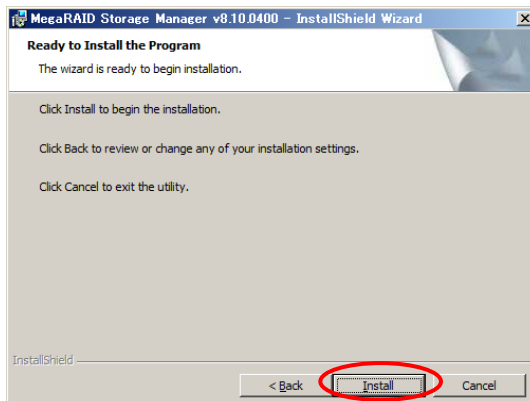 MegaRAID Storage Manager v8.10.0400 - InstallShield Wizard
Ready to Install the Program
The wizard is ready to begin installation.
Click Install to begin the installation.
Click Back to review or change any of your installation settings.
Click Cancel to exit the utility.
InstallShield
< Back Install Cancel